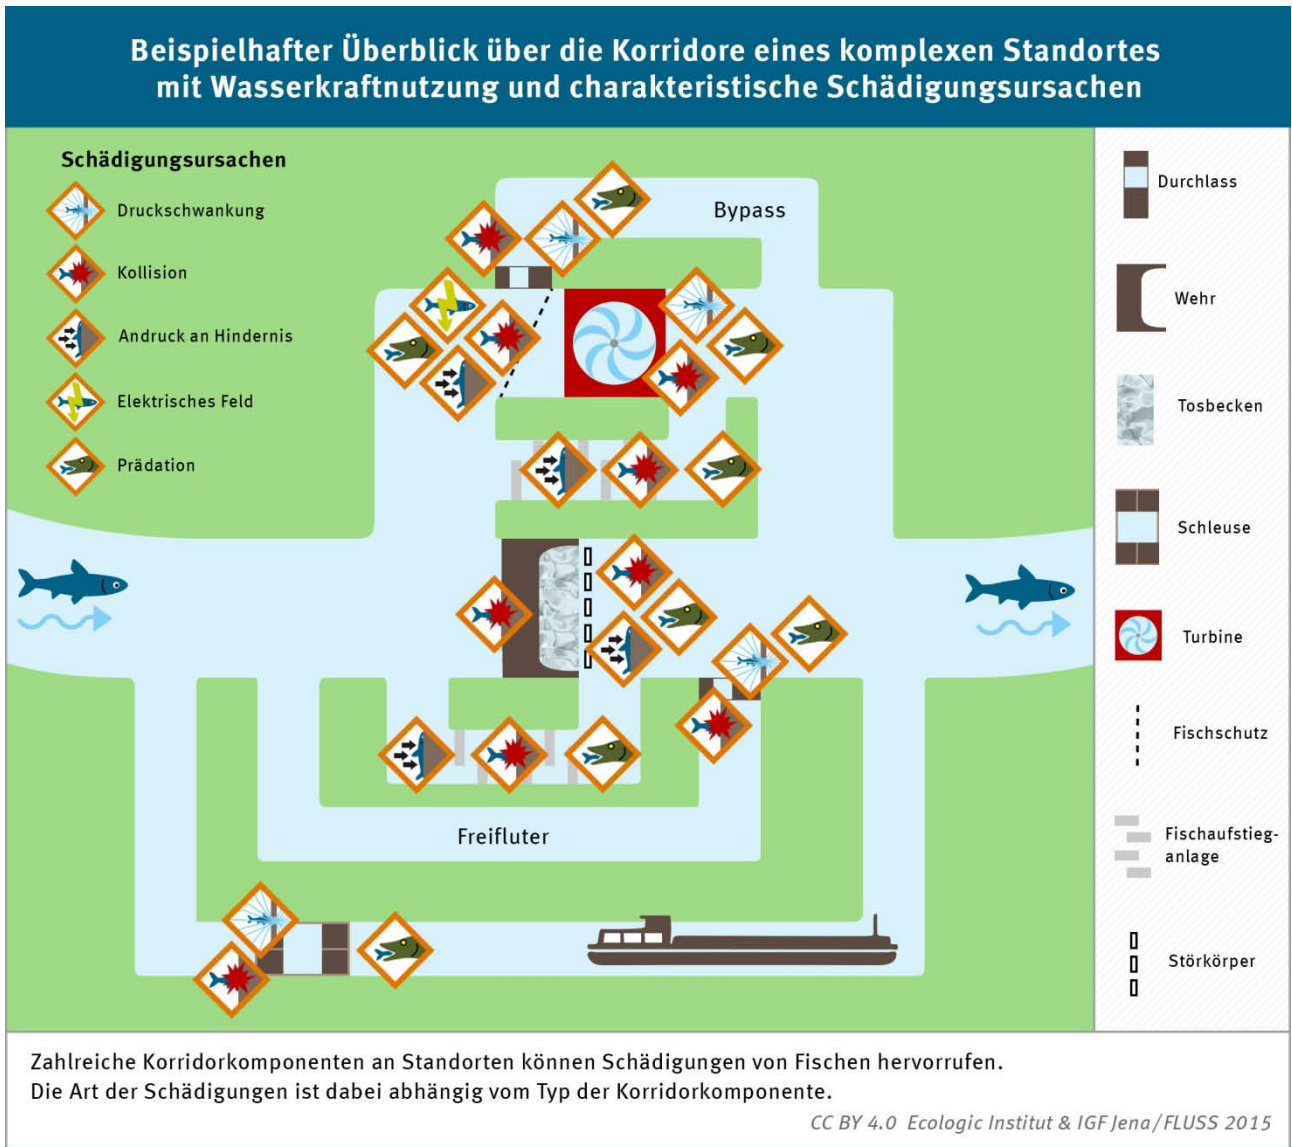 Beispielhafter Überblick über die Korridore eines komplexen Standortes
mit Wasserkraftnutzung und charakteristische Schädigungsursachen
Schädigungsursachen
Druckschwankung
Kollision
Andruck an Hindernis
Elektrisches Feld
Prädation
Bypass
Freifluter
Durchlass
Wehr
Tosbecken
Schleuse
Turbine
Fischschutz
Fischaufstieg-
anlage
Störkörper
Zahlreiche Korridorkomponenten an Standorten können Schädigungen von Fischen hervorrufen.
Die Art der Schädigungen ist dabei abhängig vom Typ der Korridorkomponente.
CC BY 4.0 Ecologic Institut & IGF Jena/FLUSS 2015